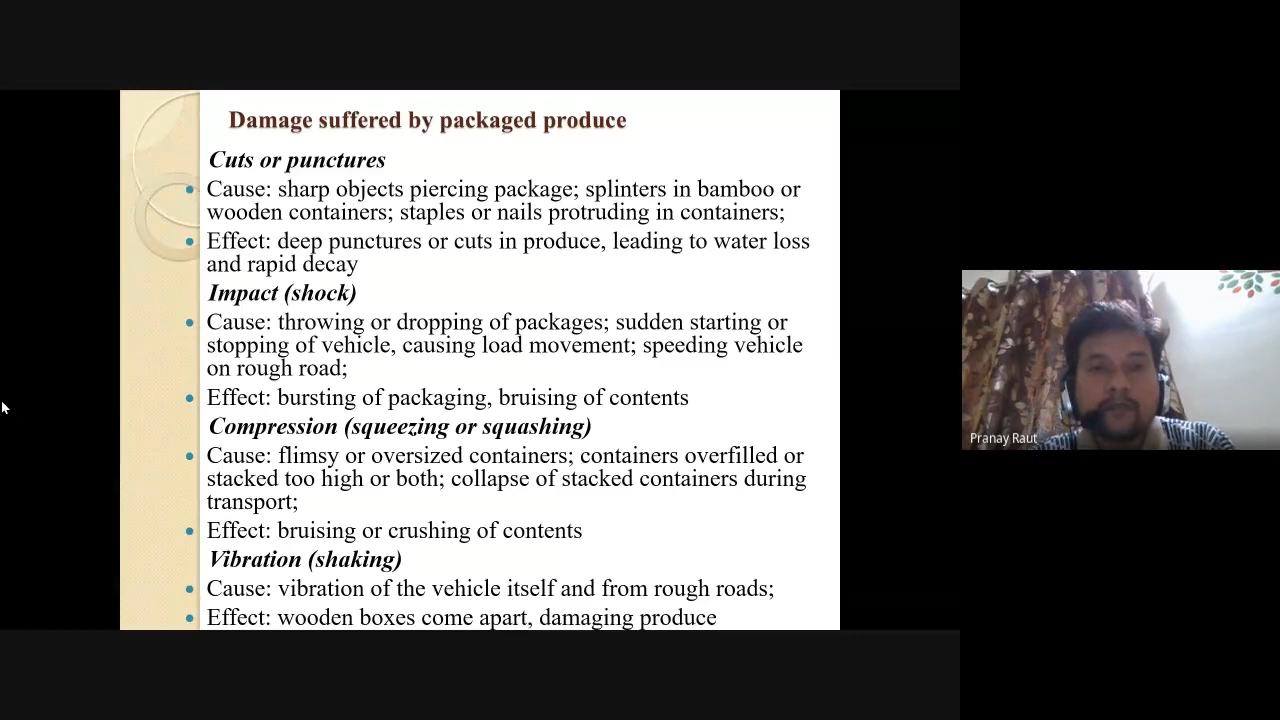 Damage suffered by packaged produce
Cuts or punctures
Cause: sharp objects piercing package; splinters in bamboo or
wooden containers; staples or nails protruding in containers;
Effect: deep punctures or cuts in produce, leading to water loss
and rapid decay
Impact (shock)
Cause: throwing or dropping of packages; sudden starting or
stopping of vehicle, causing load movement; speeding vehicle
on rough road;
Effect: bursting of packaging, bruising of contents
Compression (squeezing or squashing)
Cause: flimsy or oversized containers; containers overfilled or
stacked too high or both; collapse of stacked containers during
transport;
Effect: bruising or crushing of contents
Vibration (shaking)
Cause: vibration of the vehicle itself and from rough roads;
Effect: wooden boxes come apart, damaging produce
Pranay Raut